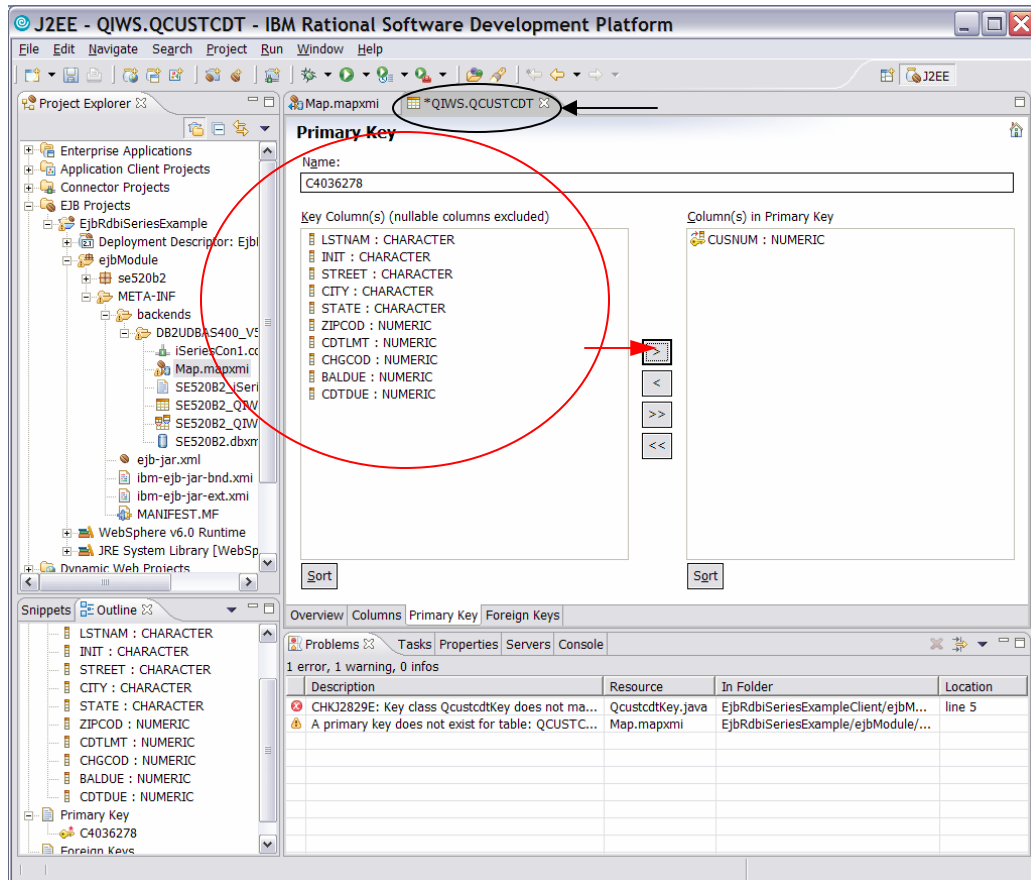 J2EE - QIWS.QCUSTCDT - IBM Rational Software Development Platform
File Edit Navigate Search Project Run Window Help
J2EE
Project Explorer
Enterprise Applications
Application Client Projects
Connector Projects
EJB Projects
EjbRdbiSeriesExample
Deployment Descriptor: Ejbl
ejbModule
se520b2
META-INF
backends
DB2UDBAS400_V5
iSeriesCon1.co
Map.mapxmi
SE520B2_iSeri
SE520B2_QIW
SE520B2_QIW
SE520B2.dbxm
ejb-jar.xml
ibm-ejb-jar-bnd.xmi
ibm-ejb-jar-ext.xmi
MANIFEST.MF
WebSphere v6.0 Runtime
JRE System Library [WebSp
Dynamic Web Projects
Map.mapxmi *QIWS.QCUSTCDT
Primary Key
Name:
C4036278
Key Column(s) (nullable columns excluded)
LSTNAM : CHARACTER
INIT : CHARACTER
STREET : CHARACTER
CITY : CHARACTER
STATE : CHARACTER
ZIPCOD : NUMERIC
CDTLMT : NUMERIC
CHGCOD : NUMERIC
BALDUE : NUMERIC
CDTDUE : NUMERIC
Sort
>
<
>>
<<
Column(s) in Primary Key
CUSNUM : NUMERIC
Sort
Overview Columns Primary Key Foreign Keys
Snippets Outline
LSTNAM : CHARACTER
INIT : CHARACTER
STREET : CHARACTER
CITY : CHARACTER
STATE : CHARACTER
ZIPCOD : NUMERIC
CDTLMT : NUMERIC
CHGCOD : NUMERIC
BALDUE : NUMERIC
CDTDUE : NUMERIC
Primary Key
C4036278
Foreign Keys
Problems Tasks Properties Servers Console
1 error, 1 warning, 0 infos
Description Resource In Folder Location
CHKJ2829E: Key class QcustcdtKey does not ma... QcustcdtKey.java EjbRdbiSeriesExampleClient/ejbM... line 5
A primary key does not exist for table: QCUSTC... Map.mapxmi EjbRdbiSeriesExample/ejbModule/...